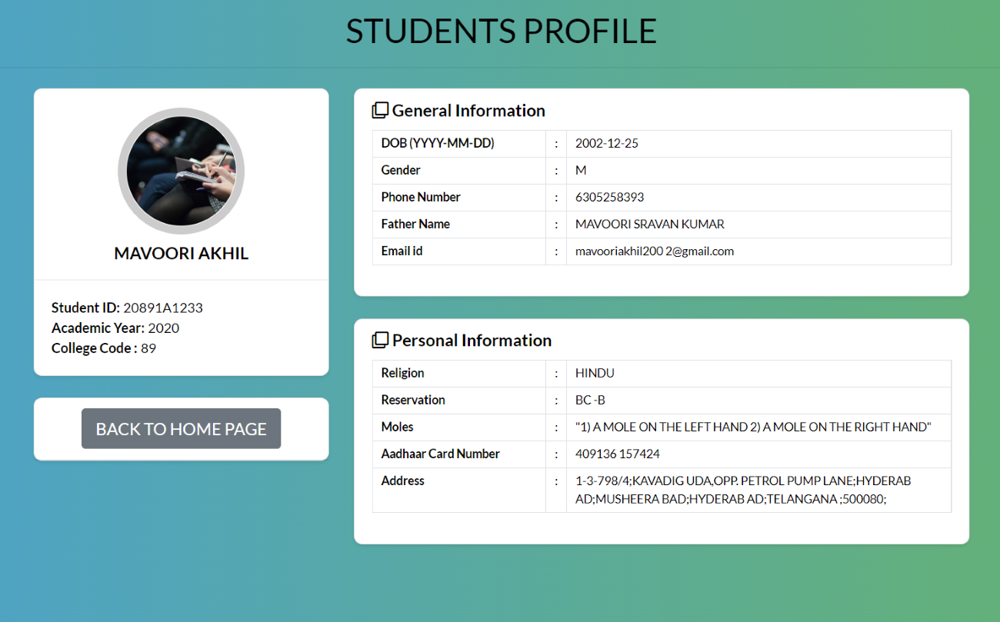 STUDENTS PROFILE
MAVOORI AKHIL
Student ID: 20891A1233
Academic Year: 2020
College Code : 89
BACK TO HOME PAGE
General Information
DOB (YYYY-MM-DD) : 2002-12-25
Gender : M
Phone Number : 6305258393
Father Name : MAVOORI SRAVAN KUMAR
Email id : mavooriakhil200 2@gmail.com
Personal Information
Religion : HINDU
Reservation : BC -B
Moles : "1) A MOLE ON THE LEFT HAND 2) A MOLE ON THE RIGHT HAND"
Aadhaar Card Number : 409136 157424
Address : 1-3-798/4;KAVADIG UDA,OPP. PETROL PUMP LANE;HYDERAB
AD;MUSHEERA BAD;HYDERAB AD;TELANGANA ;500080;